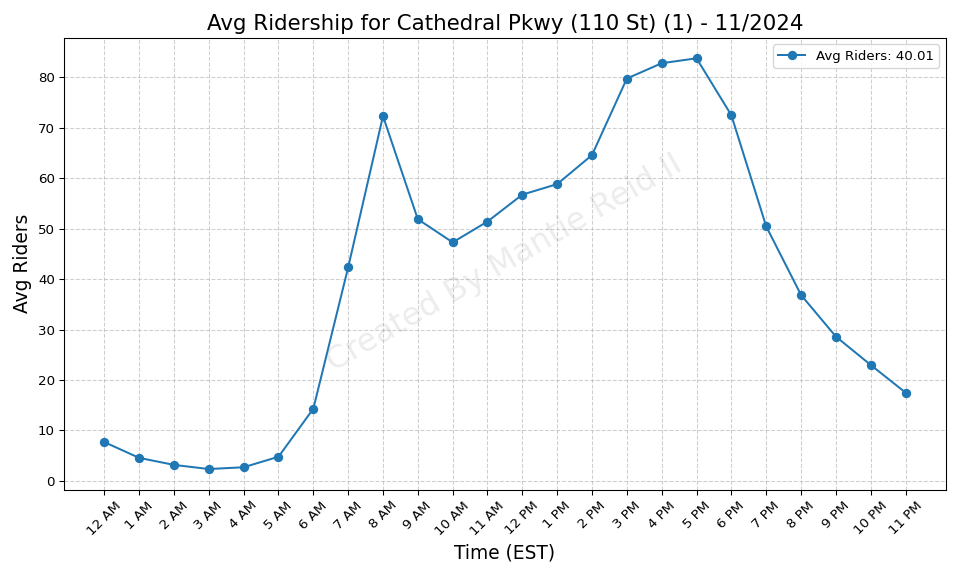 Avg Ridership for Cathedral Pkwy (110 St) (1) - 11/2024
Avg Riders: 40.01
Avg Riders
80
70
60
50
40
30
20
10
0
Created By Mantie Reid II
12 AM
1 AM
2 AM
3 AM
4 AM
5 AM
6 AM
7 AM
8 AM
9 AM
10 AM
11 AM
12 PM
1 PM
2 PM
3 PM
4 PM
5 PM
6 PM
7 PM
8 PM
9 PM
10 PM
11 PM
Time (EST)